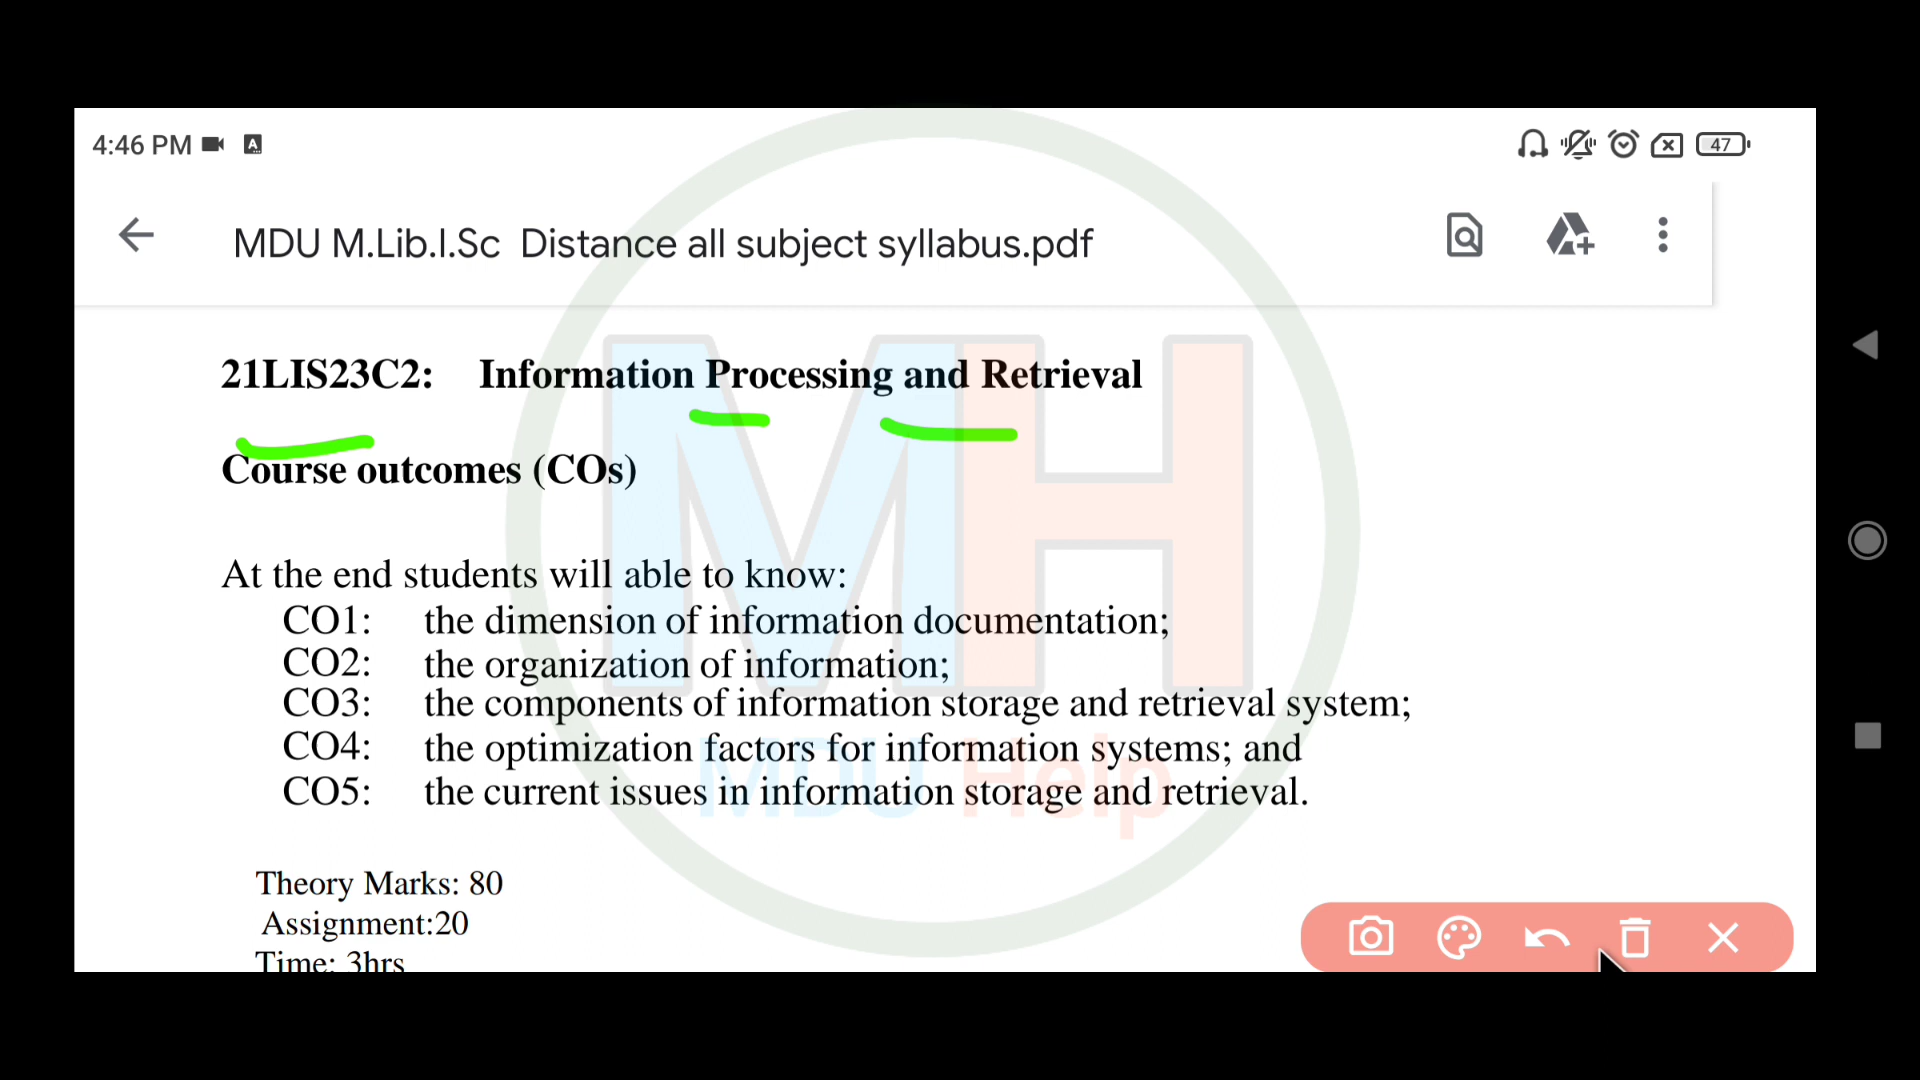 4:46 PM
47
MDU M.Lib.I.Sc Distance all subject syllabus.pdf
21LIS23C2: Information Processing and Retrieval
Course outcomes (COs)
At the end students will able to know:
CO1: the dimension of information documentation;
CO2: the organization of information;
CO3: the components of information storage and retrieval system;
CO4: the optimization factors for information systems; and
CO5: the current issues in information storage and retrieval.
MH
MDU Help
Theory Marks: 80
Assignment:20
Time: 3hrs